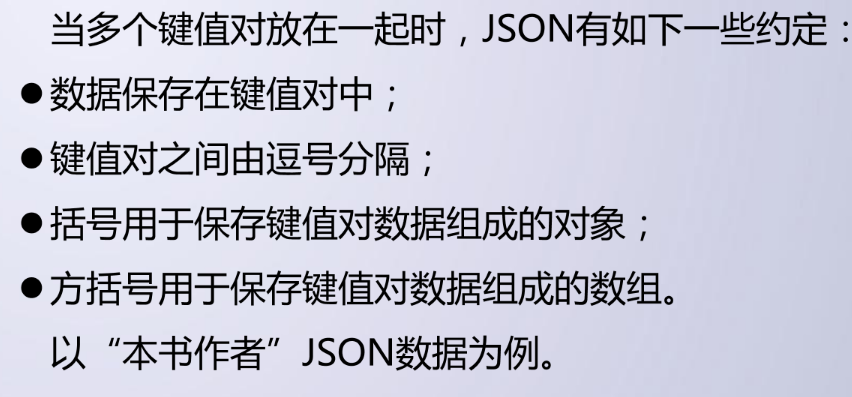 当多个键值对放在一起时，JSON有如下一些约定：
●数据保存在键值对中；
●键值对之间由逗号分隔；
●括号用于保存键值对数据组成的对象；
●方括号用于保存键值对数据组成的数组。
以“本书作者”JSON数据为例。